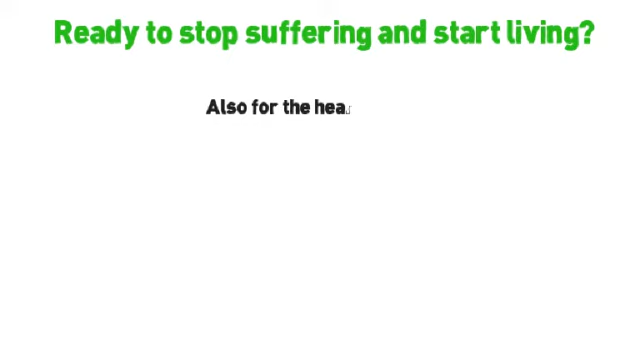 Ready to stop suffering and start living?
Also for the hea